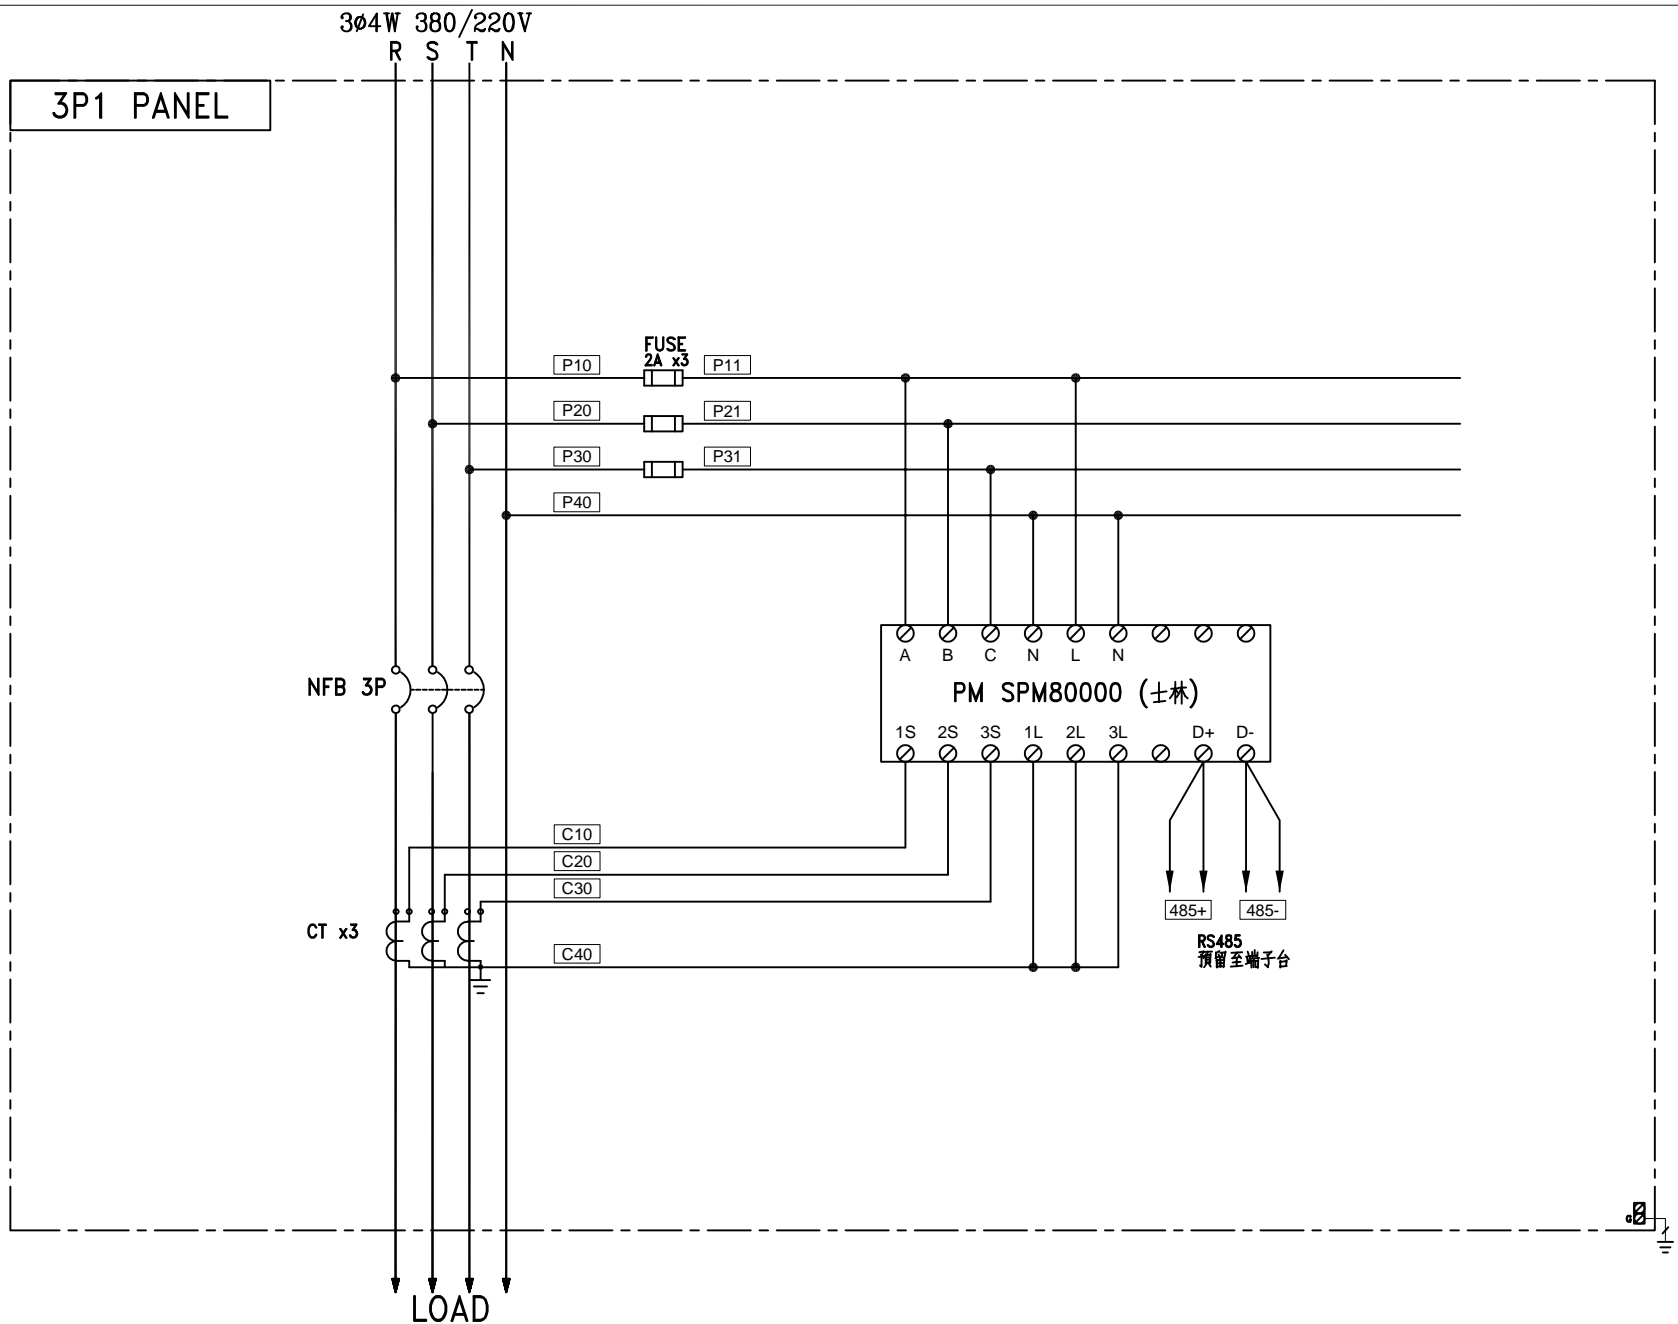 3ø4W 380/220V
R S T N
3P1 PANEL
FUSE
2A x3
P10 P11
P20 P21
P30 P31
P40
A B C N L N
NFB 3P
PM SPM80000 (士林)
1S 2S 3S 1L 2L 3L D+ D-
C10
C20
C30
485+ 485-
CT x3
RS485
預留至端子台
C40
G
LOAD